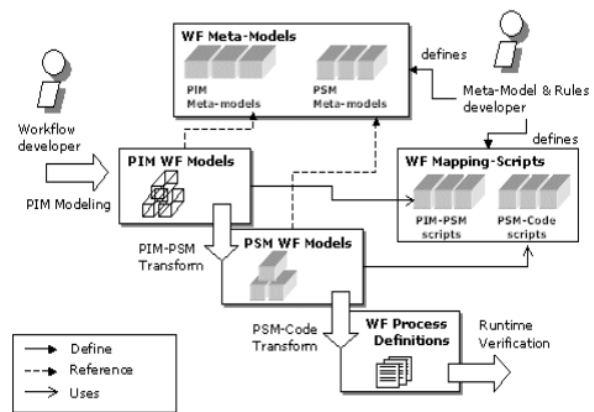 WF Meta-Models
PIM
Meta-models
PSM
Meta-models
defines
Meta-Model & Rules
developer
defines
Workflow
developer
PIM Modeling
PIM WF Models
WF Mapping-Scripts
PIM-PSM
scripts
PSM-Code
scripts
PIM-PSM
Transform
PSM WF Models
PSM-Code
Transform
WF Process
Definitions
Runtime
Verification
Define
Reference
Uses